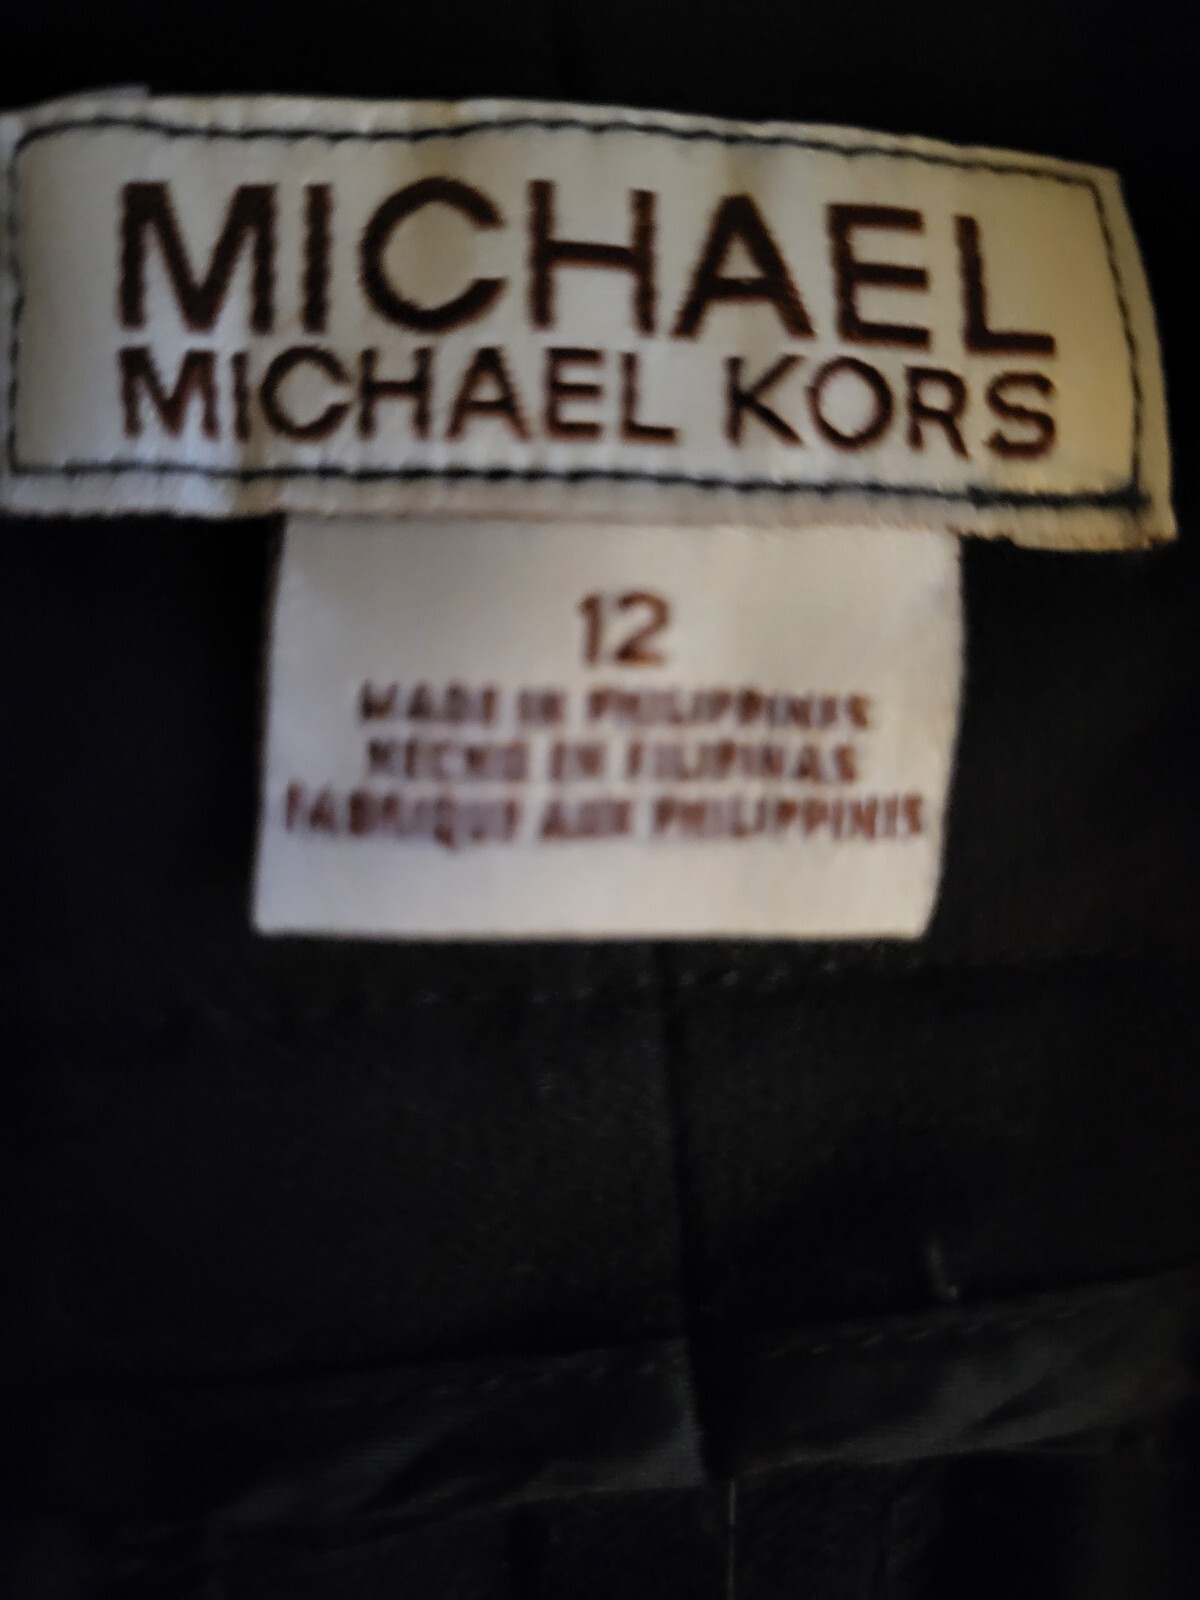 MICHAEL
MICHAEL KORS
12
MADE IN PHILIPPINES
HECHO EN FILIPINAS
FABRIQUE AUX PHILIPPINES